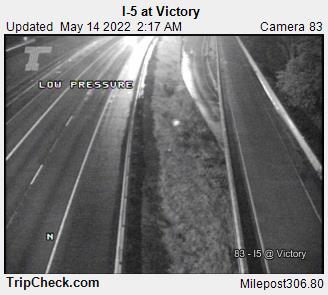 I-5 at Victory
Updated May 14 2022 2:17 AM Camera 83
LOW PRESSURE
N
83 - I5 @ Victory
TripCheck.com Milepost306.80